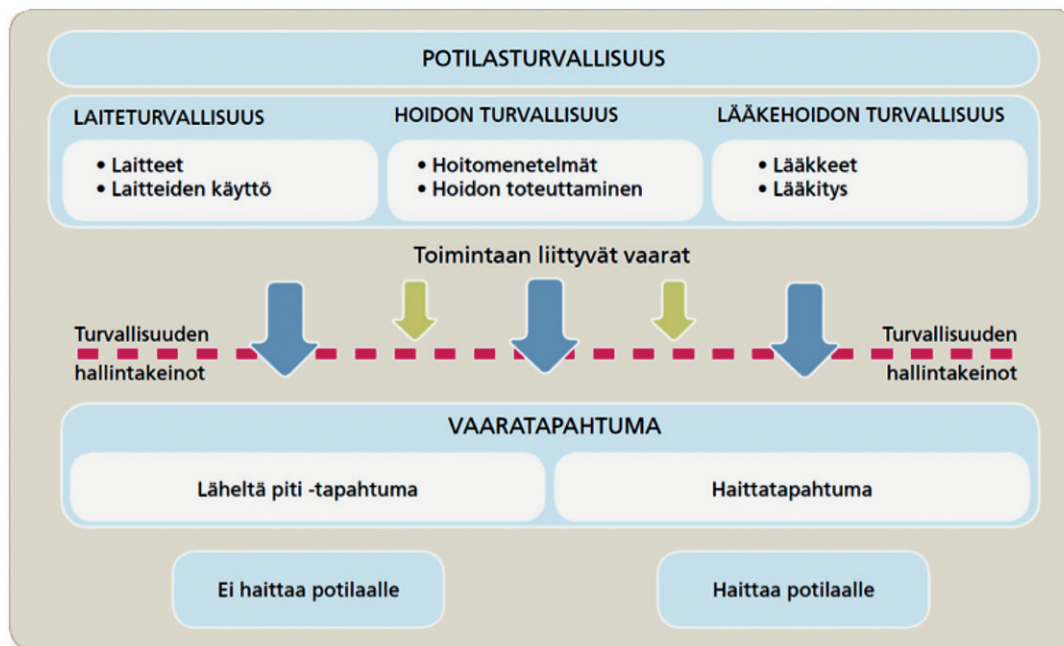 POTILASTURVALLISUUS
LAITETURVALLISUUS
• Laitteet
• Laitteiden käyttö
HOIDON TURVALLISUUS
• Hoitomenetelmät
• Hoidon toteuttaminen
LÄÄKEHOIDON TURVALLISUUS
• Lääkkeet
• Lääkitys
Toimintaan liittyvät vaarat
Turvallisuuden
hallintakeinot
Turvallisuuden
hallintakeinot
VAARATAPAHTUMA
Läheltä piti -tapahtuma
Haittatapahtuma
Ei haittaa potilaalle
Haittaa potilaalle